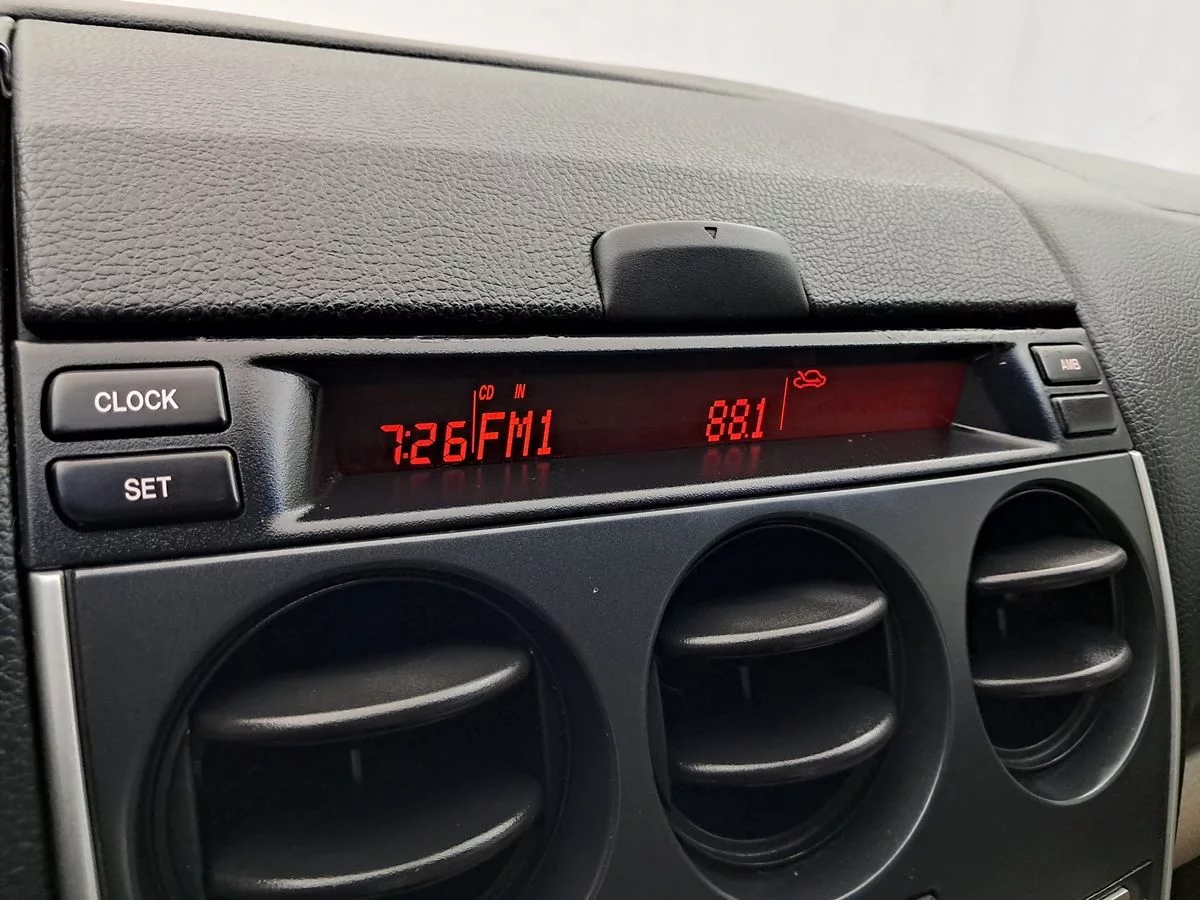 CLOCK
SET
CD IN
7:26 FM1 88.1
AMB